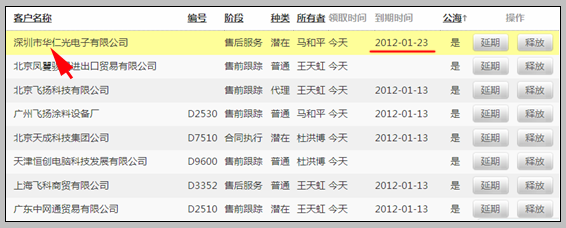 客户名称 编号 阶段 种类 所有者 领取时间 到期时间 公海↑ 操作
深圳市华仁光电子有限公司 售后服务 潜在 马和平 今天 2012-01-23 是 延期 释放
北京凤 进出口贸易有限公司 售前跟踪 普通 王天虹 今天 是 延期 释放
北京飞扬科技有限公司 售前跟踪 代理 王天虹 今天 2012-01-13 是 延期 释放
广州飞扬涂料设备厂 D2530 售前跟踪 普通 马和平 今天 2012-01-13 是 延期 释放
北京天成科技集团公司 D7510 合同执行 潜在 杜洪博 今天 2012-01-13 是 延期 释放
天津恒创电脑科技发展有限公司 D9600 售前跟踪 普通 杜洪博 今天 是 延期 释放
上海飞科商贸有限公司 D3352 售后服务 普通 王天虹 今天 2012-01-13 是 延期 释放
广东中网通贸易有限公司 D2510 售前跟踪 潜在 王天虹 今天 2012-01-13 是 延期 释放